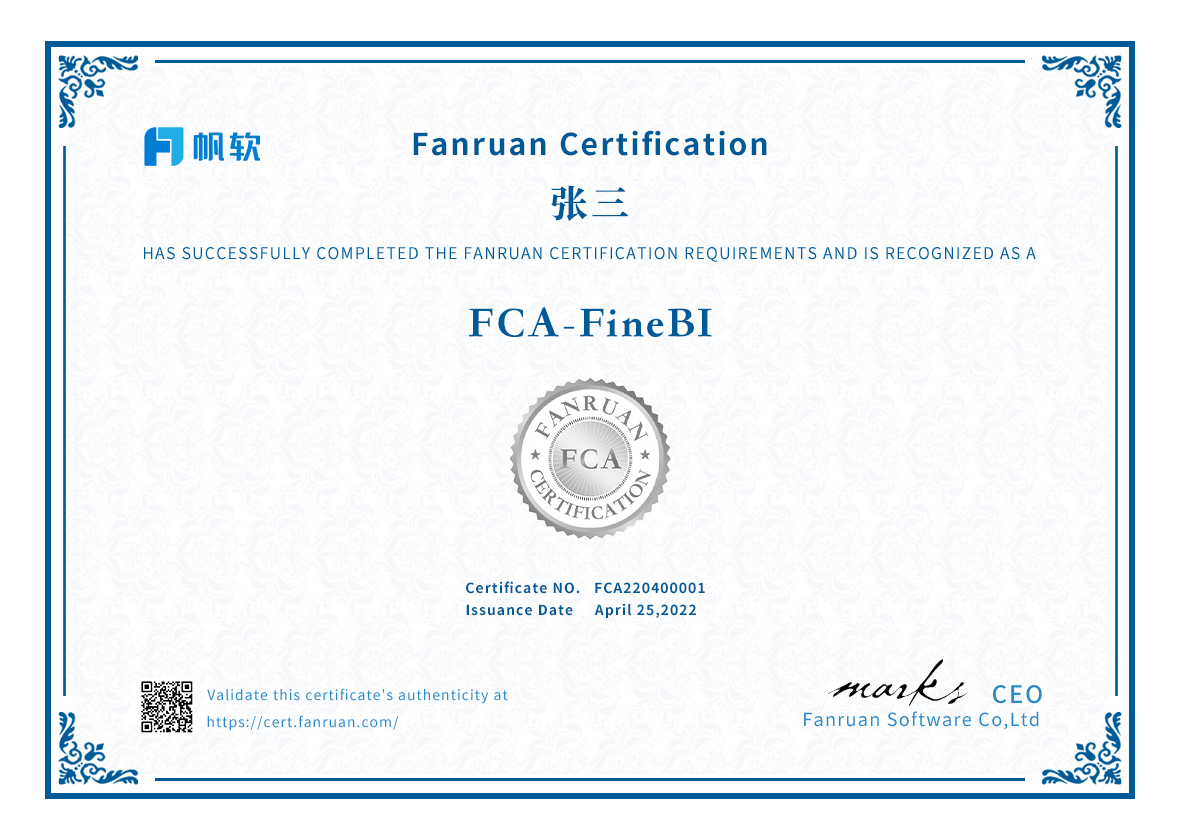 帆软
Fanruan Certification
张三
HAS SUCCESSFULLY COMPLETED THE FANRUAN CERTIFICATION REQUIREMENTS AND IS RECOGNIZED AS A
FCA-FineBI
FANRUAN
FCA
CERTIFICATION
Certificate NO. FCA220400001
Issuance Date April 25,2022
Validate this certificate's authenticity at
https://cert.fanruan.com/
marks CEO
Fanruan Software Co,Ltd